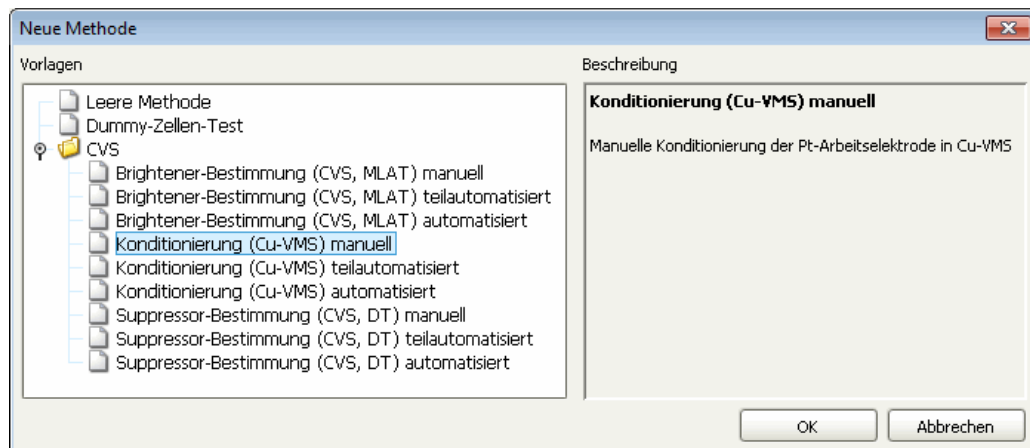 Neue Methode
Vorlagen
Leere Methode
Dummy-Zellen-Test
CVS
Brightener-Bestimmung (CVS, MLAT) manuell
Brightener-Bestimmung (CVS, MLAT) teilautomatisiert
Brightener-Bestimmung (CVS, MLAT) automatisiert
Konditionierung (Cu-VMS) manuell
Konditionierung (Cu-VMS) teilautomatisiert
Konditionierung (Cu-VMS) automatisiert
Suppressor-Bestimmung (CVS, DT) manuell
Suppressor-Bestimmung (CVS, DT) teilautomatisiert
Suppressor-Bestimmung (CVS, DT) automatisiert
Beschreibung
Konditionierung (Cu-VMS) manuell
Manuelle Konditionierung der Pt-Arbeitselektrode in Cu-VMS
OK
Abbrechen